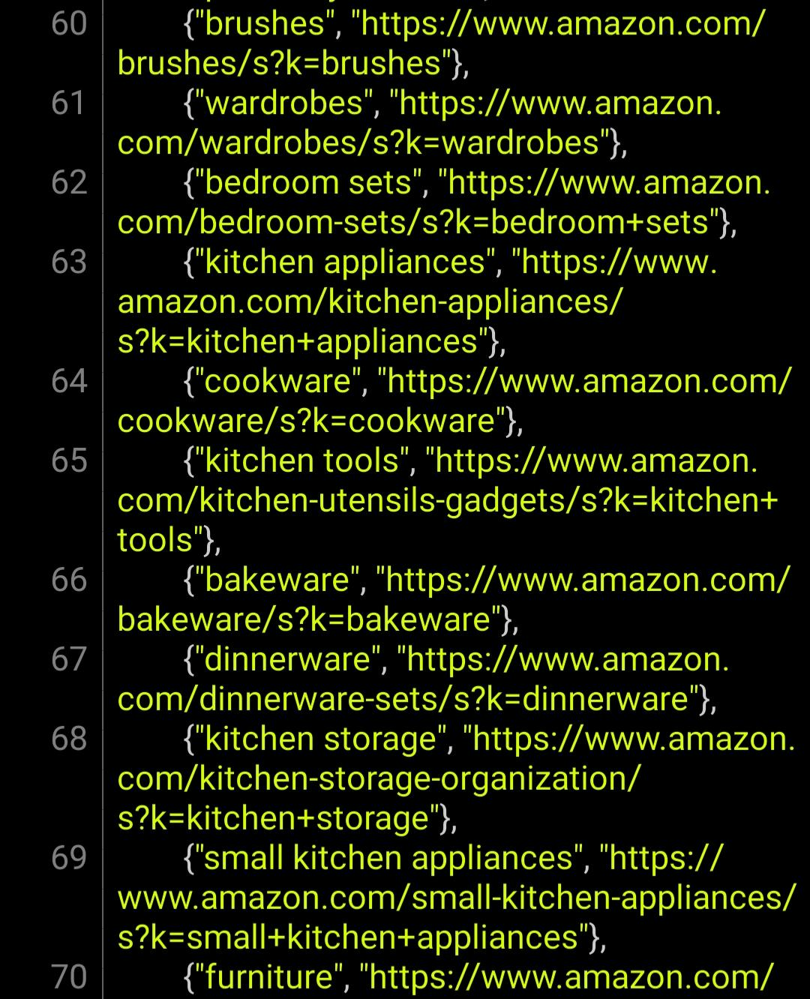 60 {"brushes", "https://www.amazon.com/
brushes/s?k=brushes"},
61 {"wardrobes", "https://www.amazon.
com/wardrobes/s?k=wardrobes"},
62 {"bedroom sets", "https://www.amazon.
com/bedroom-sets/s?k=bedroom+sets"},
63 {"kitchen appliances", "https://www.
amazon.com/kitchen-appliances/
s?k=kitchen+appliances"},
64 {"cookware", "https://www.amazon.com/
cookware/s?k=cookware"},
65 {"kitchen tools", "https://www.amazon.
com/kitchen-utensils-gadgets/s?k=kitchen+
tools"},
66 {"bakeware", "https://www.amazon.com/
bakeware/s?k=bakeware"},
67 {"dinnerware", "https://www.amazon.
com/dinnerware-sets/s?k=dinnerware"},
68 {"kitchen storage", "https://www.amazon.
com/kitchen-storage-organization/
s?k=kitchen+storage"},
69 {"small kitchen appliances", "https://
www.amazon.com/small-kitchen-appliances/
s?k=small+kitchen+appliances"},
70 {"furniture", "https://www.amazon.com/